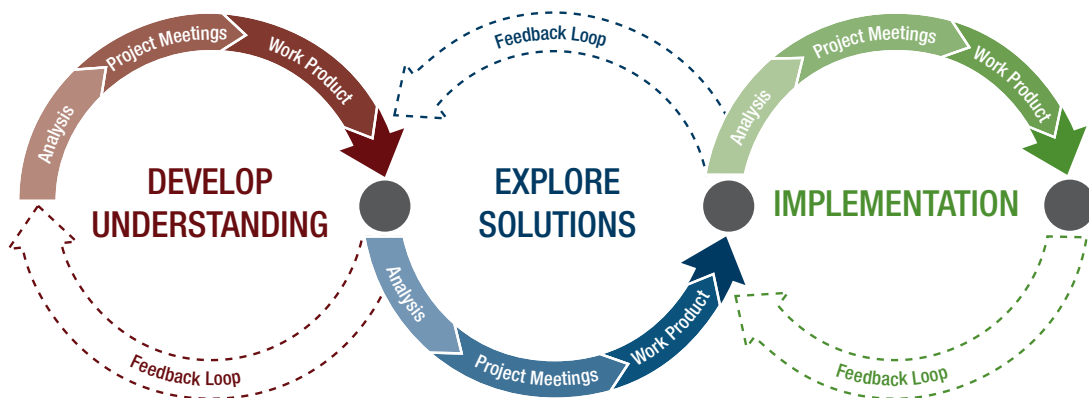 Analysis
Project Meetings
Work Product
DEVELOP
UNDERSTANDING
Feedback Loop
Feedback Loop
EXPLORE
SOLUTIONS
Analysis
Project Meetings
Work Product
Analysis
Project Meetings
Work Product
IMPLEMENTATION
Feedback Loop